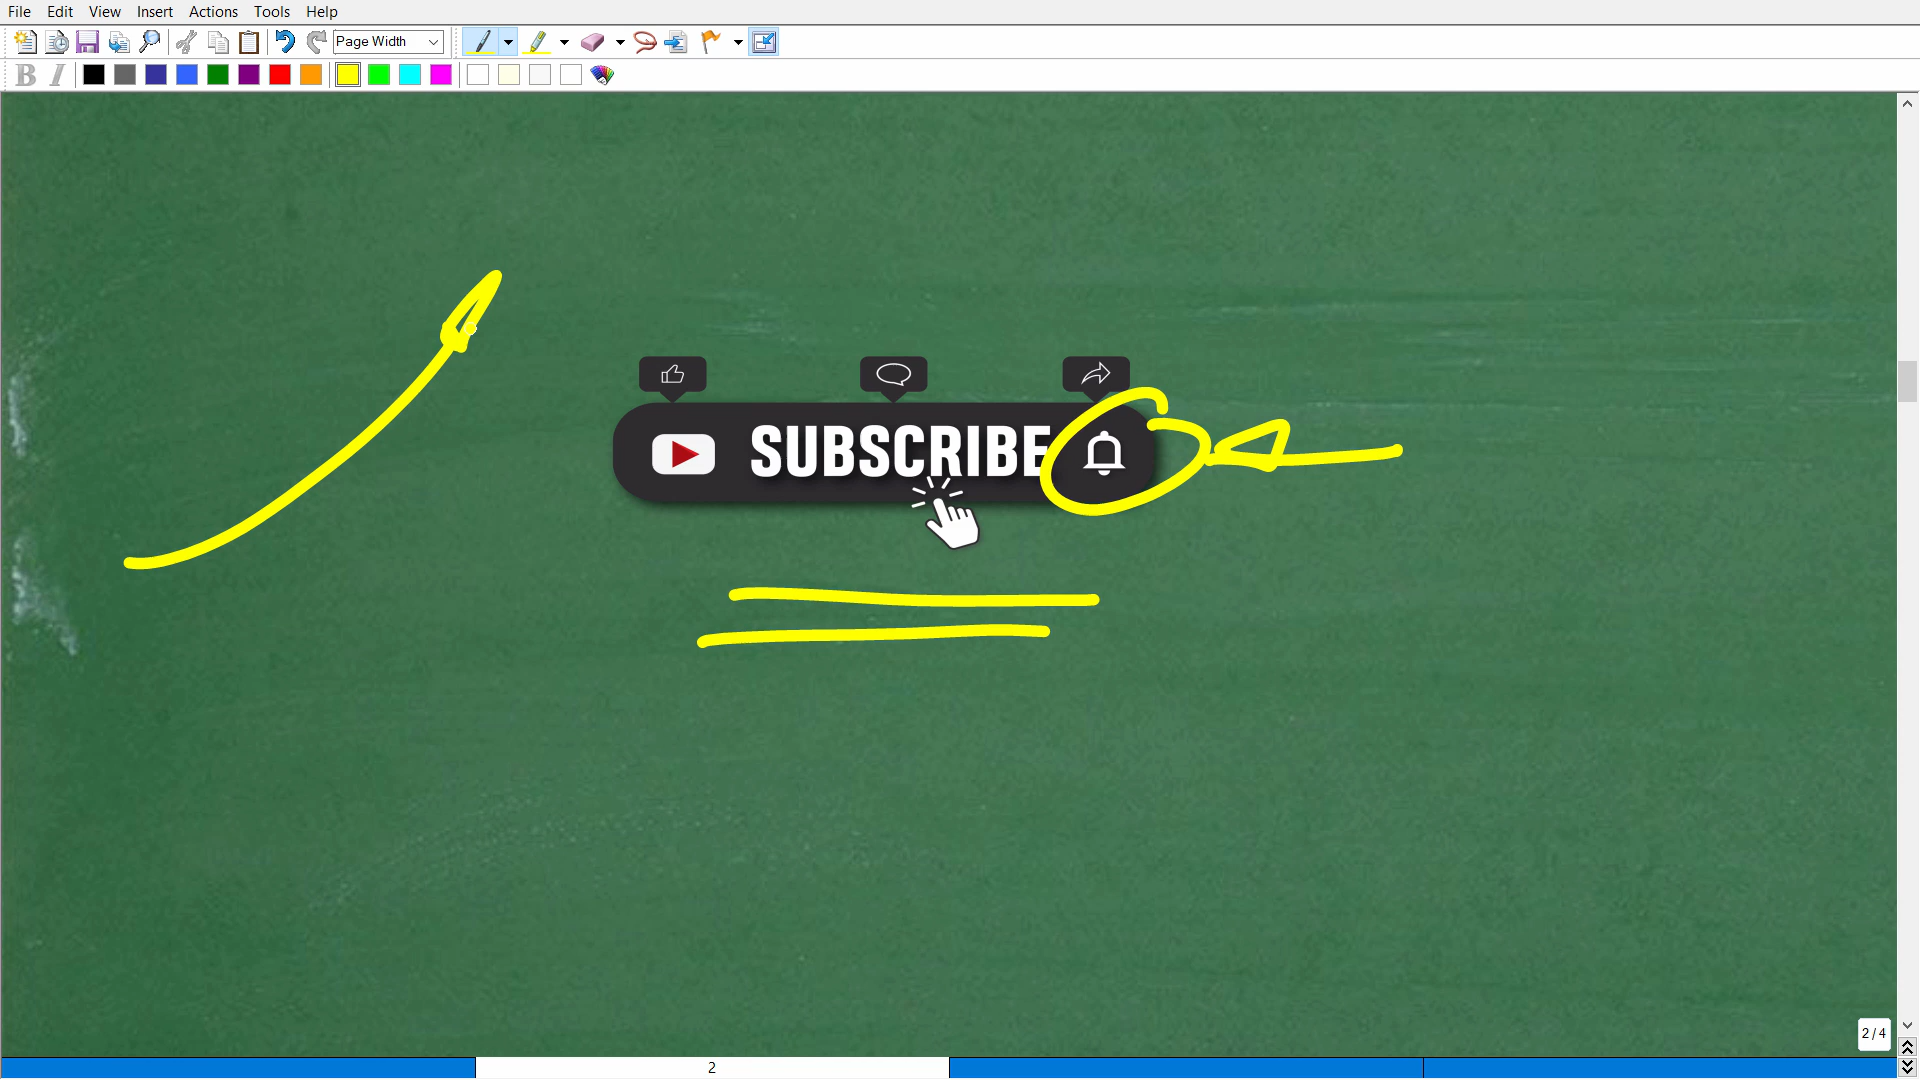 File Edit View Insert Actions Tools Help
Page Width
B I
SUBSCRIBE
2 / 4
2